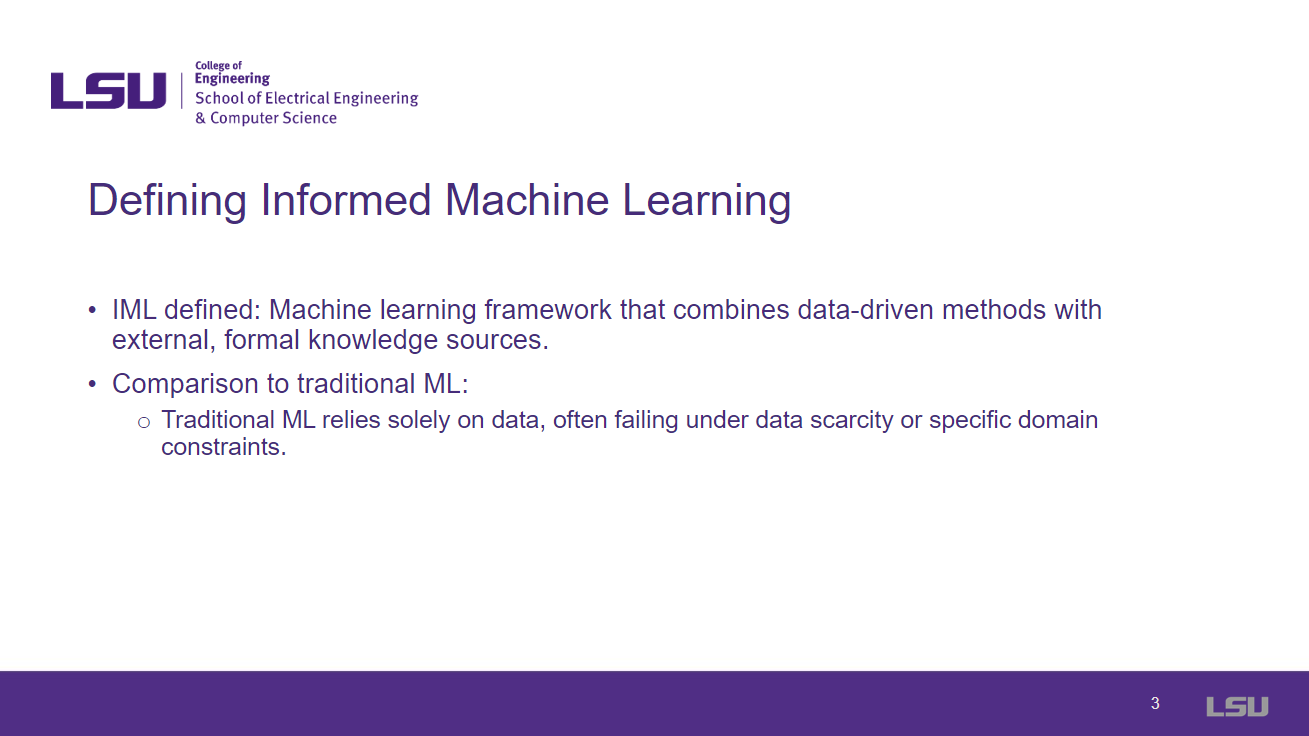 LSU
College of
Engineering
School of Electrical Engineering
& Computer Science
Defining Informed Machine Learning
• IML defined: Machine learning framework that combines data-driven methods with
external, formal knowledge sources.
• Comparison to traditional ML:
o Traditional ML relies solely on data, often failing under data scarcity or specific domain
constraints.
3
LSU